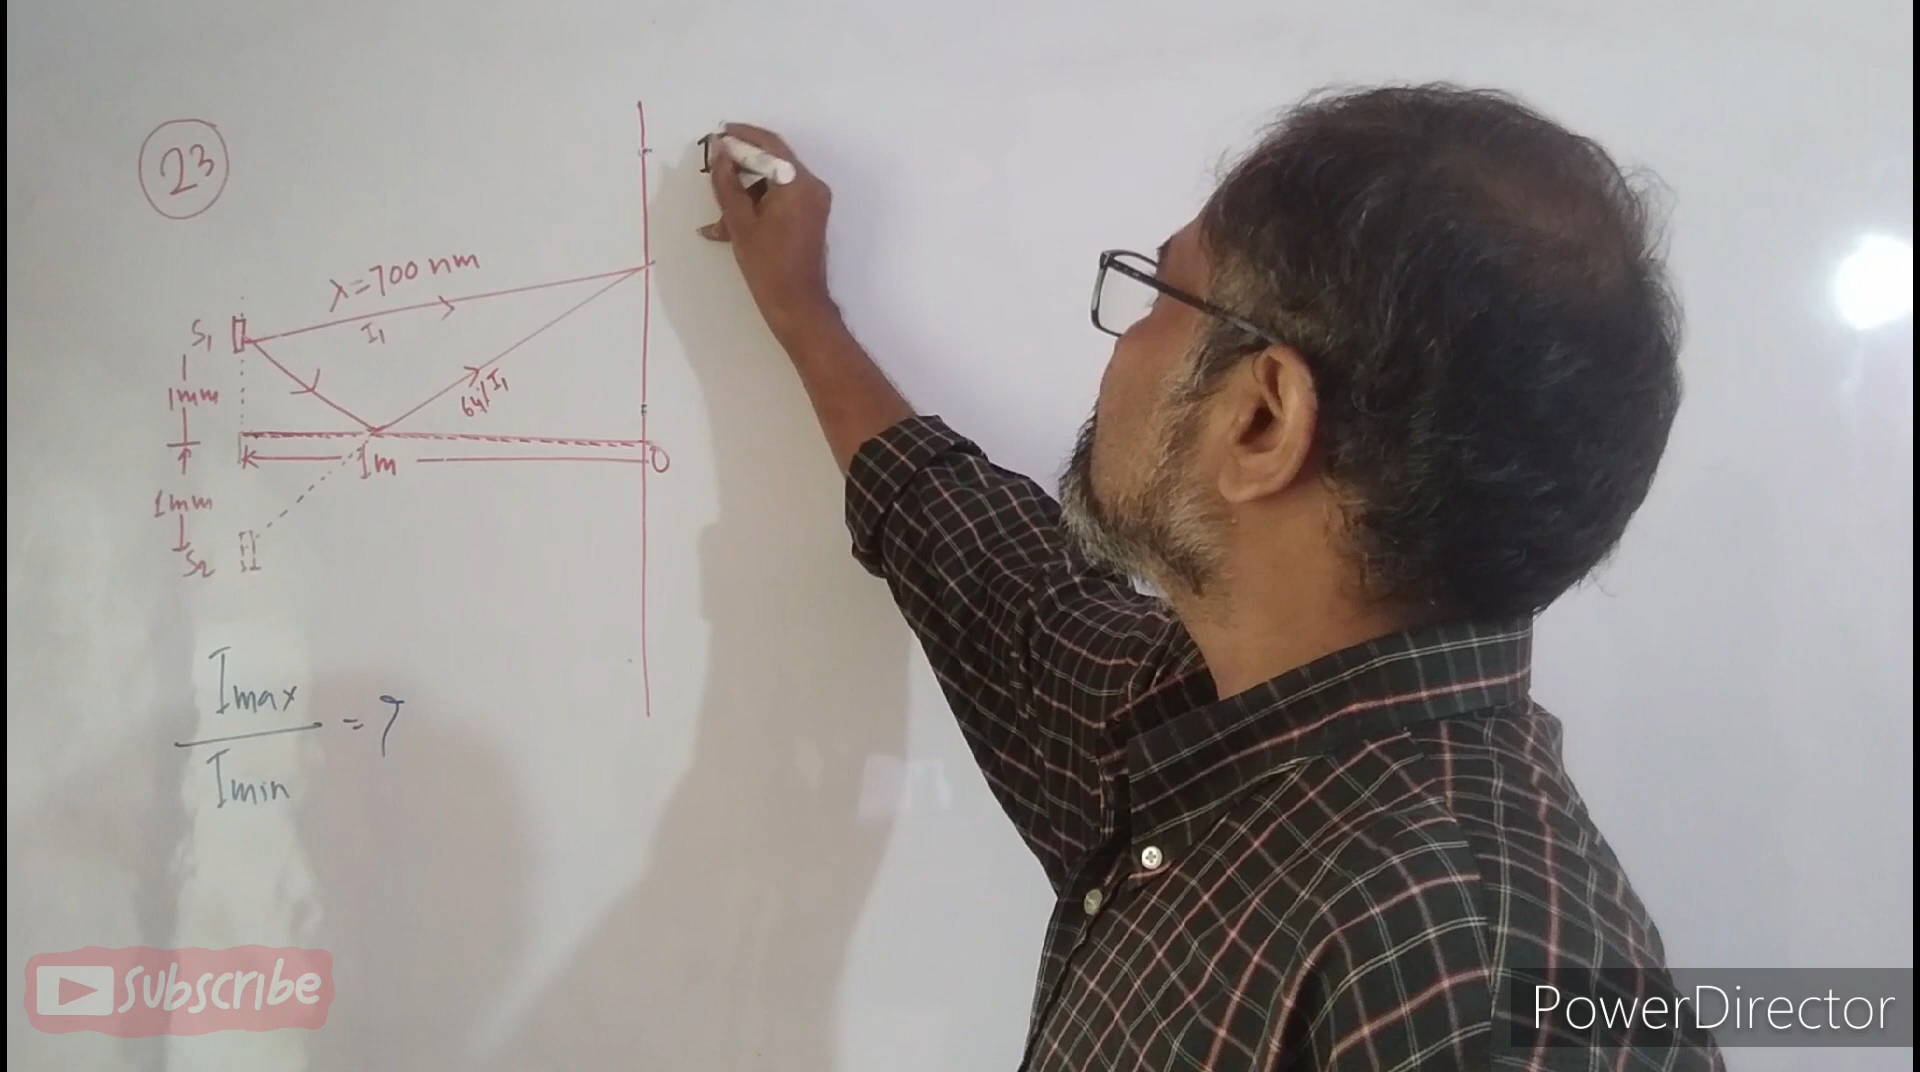 23
λ=700 nm
I₁
S₁
1mm
64% I₁
1m
O
1mm
S₂
Imax
Imin
= ?
I
Subscribe
PowerDirector